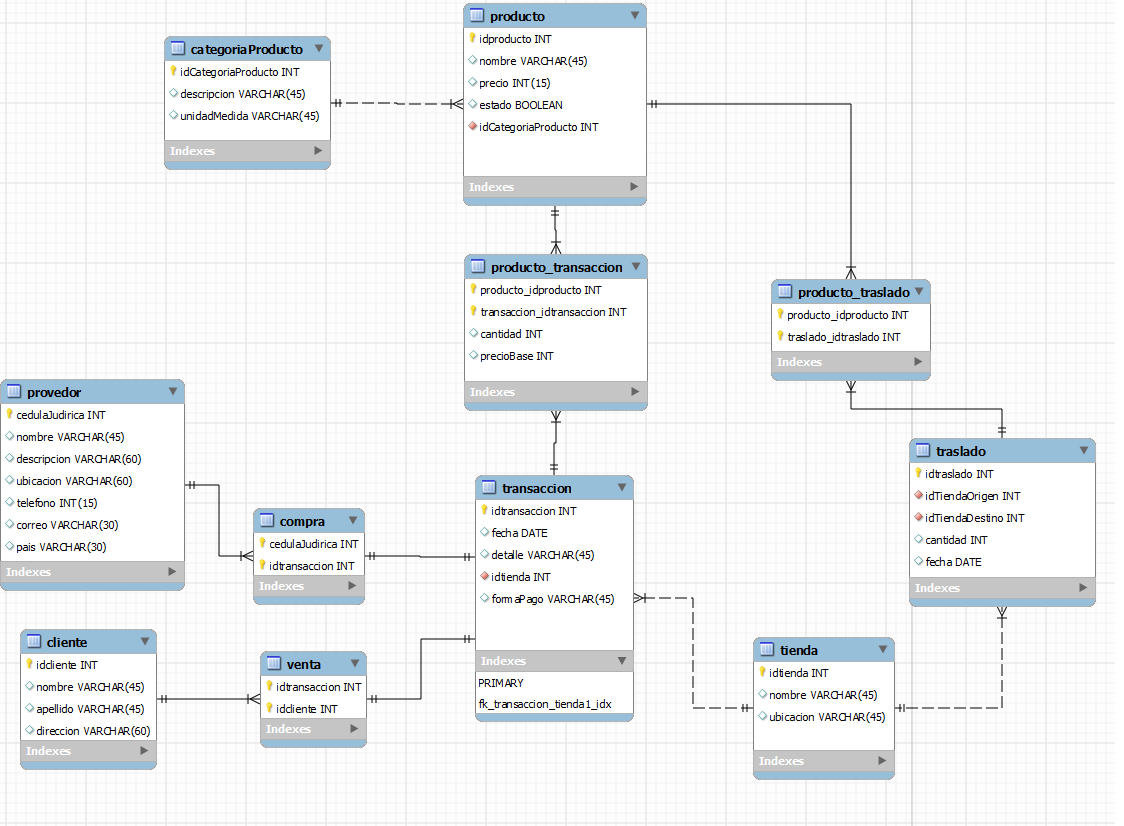 producto
idproducto INT
nombre VARCHAR(45)
precio INT(15)
estado BOOLEAN
idCategoriaProducto INT
Indexes
categoriaProducto
idCategoriaProducto INT
descripcion VARCHAR(45)
unidadMedida VARCHAR(45)
Indexes
producto_transaccion
producto_idproducto INT
transaccion_idtransaccion INT
cantidad INT
precioBase INT
Indexes
producto_traslado
producto_idproducto INT
traslado_idtraslado INT
Indexes
provedor
cedulaJudirica INT
nombre VARCHAR(45)
descripcion VARCHAR(60)
ubicacion VARCHAR(60)
telefono INT(15)
correo VARCHAR(30)
pais VARCHAR(30)
Indexes
compra
cedulaJudirica INT
idtransaccion INT
Indexes
transaccion
idtransaccion INT
fecha DATE
detalle VARCHAR(45)
idtienda INT
formaPago VARCHAR(45)
Indexes
PRIMARY
fk_transaccion_tienda1_idx
traslado
idtraslado INT
idTiendaOrigen INT
idTiendaDestino INT
cantidad INT
fecha DATE
Indexes
cliente
idcliente INT
nombre VARCHAR(45)
apellido VARCHAR(45)
direccion VARCHAR(60)
Indexes
venta
idtransaccion INT
idcliente INT
Indexes
tienda
idtienda INT
nombre VARCHAR(45)
ubicacion VARCHAR(45)
Indexes